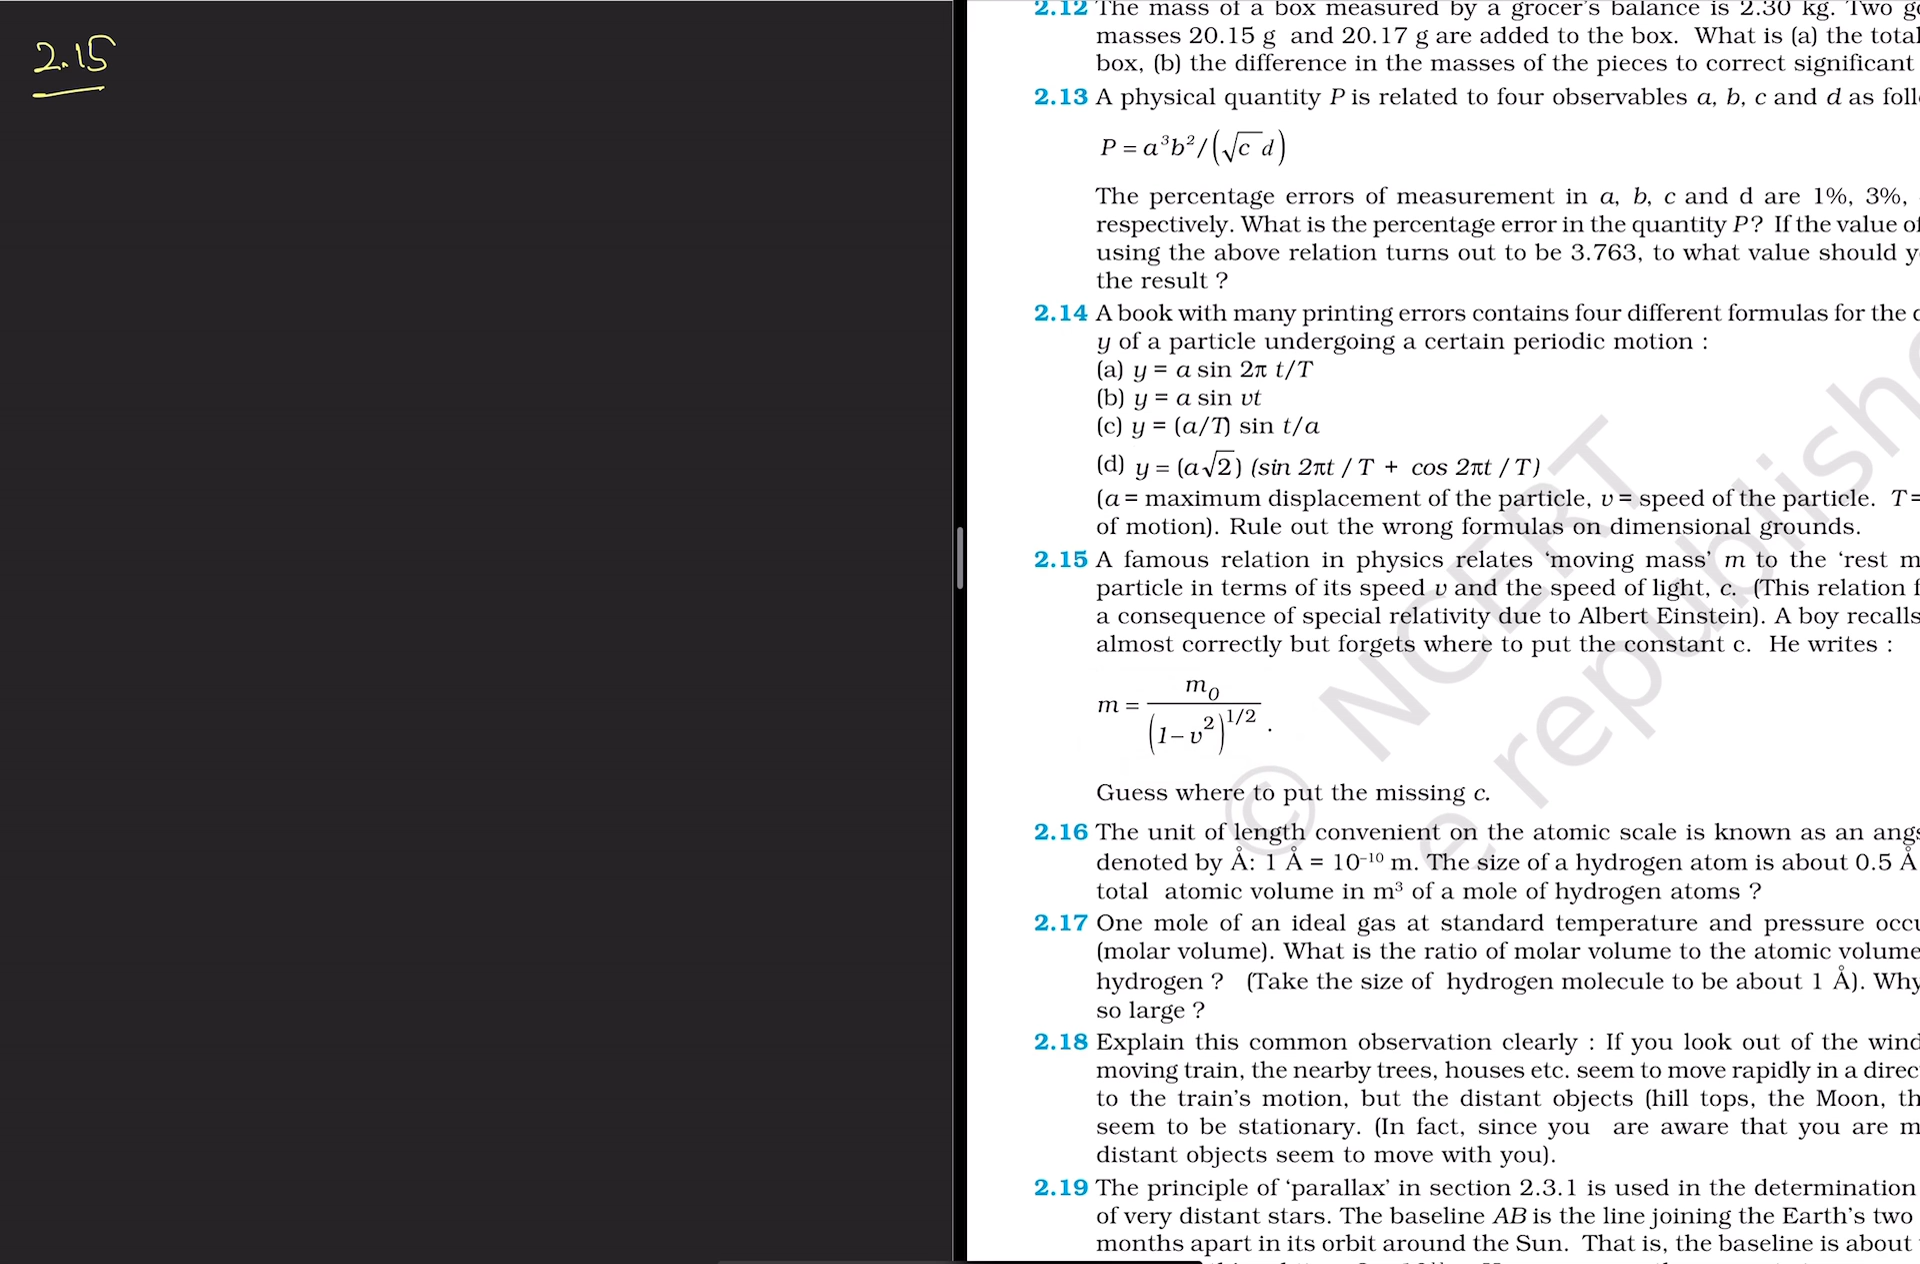 2.15
2.12 The mass of a box measured by a grocer's balance is 2.30 kg. Two
masses 20.15 g and 20.17 g are added to the box. What is (a) the total
box, (b) the difference in the masses of the pieces to correct significant
2.13 A physical quantity P is related to four observables a, b, c and d as
P = a³b²/(√c d)
The percentage errors of measurement in a, b, c and d are 1%, 3%,
respectively. What is the percentage error in the quantity P? If the value of
using the above relation turns out to be 3.763, to what value should
the result ?
2.14 A book with many printing errors contains four different formulas for the
y of a particle undergoing a certain periodic motion :
(a) y = a sin 2π t/T
(b) y = a sin vt
(c) y = (a/T) sin t/a
(d) y = (a√2) (sin 2πt / T + cos 2πt / T)
(a = maximum displacement of the particle, v = speed of the particle. T =
of motion). Rule out the wrong formulas on dimensional grounds.
2.15 A famous relation in physics relates 'moving mass' m to the 'rest
particle in terms of its speed v and the speed of light, c. (This relation
a consequence of special relativity due to Albert Einstein). A boy recalls
almost correctly but forgets where to put the constant c. He writes :
m = m₀ / (1 – v²)^1/2 .
Guess where to put the missing c.
2.16 The unit of length convenient on the atomic scale is known as an
denoted by Å: 1 Å = 10⁻¹⁰ m. The size of a hydrogen atom is about 0.5 Å
total atomic volume in m³ of a mole of hydrogen atoms ?
2.17 One mole of an ideal gas at standard temperature and pressure
(molar volume). What is the ratio of molar volume to the atomic volume
hydrogen ? (Take the size of hydrogen molecule to be about 1 Å). Why
so large ?
2.18 Explain this common observation clearly : If you look out of the
moving train, the nearby trees, houses etc. seem to move rapidly in a
to the train's motion, but the distant objects (hill tops, the Moon,
seem to be stationary. (In fact, since you are aware that you are
distant objects seem to move with you).
2.19 The principle of 'parallax' in section 2.3.1 is used in the determination
of very distant stars. The baseline AB is the line joining the Earth's two
months apart in its orbit around the Sun. That is, the baseline is about
© NCERT